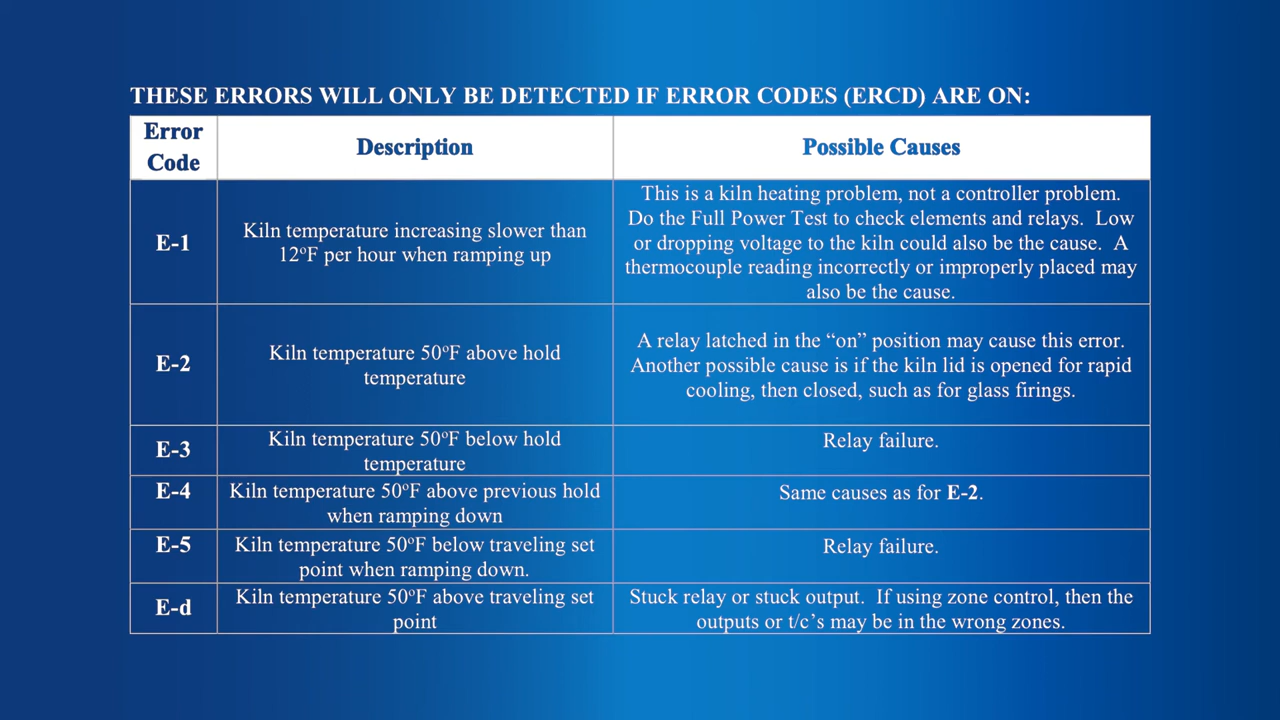 THESE ERRORS WILL ONLY BE DETECTED IF ERROR CODES (ERCD) ARE ON:
Error
Code
Description
Possible Causes
E-1
Kiln temperature increasing slower than
12°F per hour when ramping up
This is a kiln heating problem, not a controller problem.
Do the Full Power Test to check elements and relays.  Low
or dropping voltage to the kiln could also be the cause.  A
thermocouple reading incorrectly or improperly placed may
also be the cause.
E-2
Kiln temperature 50°F above hold
temperature
A relay latched in the “on” position may cause this error.
Another possible cause is if the kiln lid is opened for rapid
cooling, then closed, such as for glass firings.
E-3
Kiln temperature 50°F below hold
temperature
Relay failure.
E-4
Kiln temperature 50°F above previous hold
when ramping down
Same causes as for E-2.
E-5
Kiln temperature 50°F below traveling set
point when ramping down.
Relay failure.
E-d
Kiln temperature 50°F above traveling set
point
Stuck relay or stuck output.  If using zone control, then the
outputs or t/c’s may be in the wrong zones.